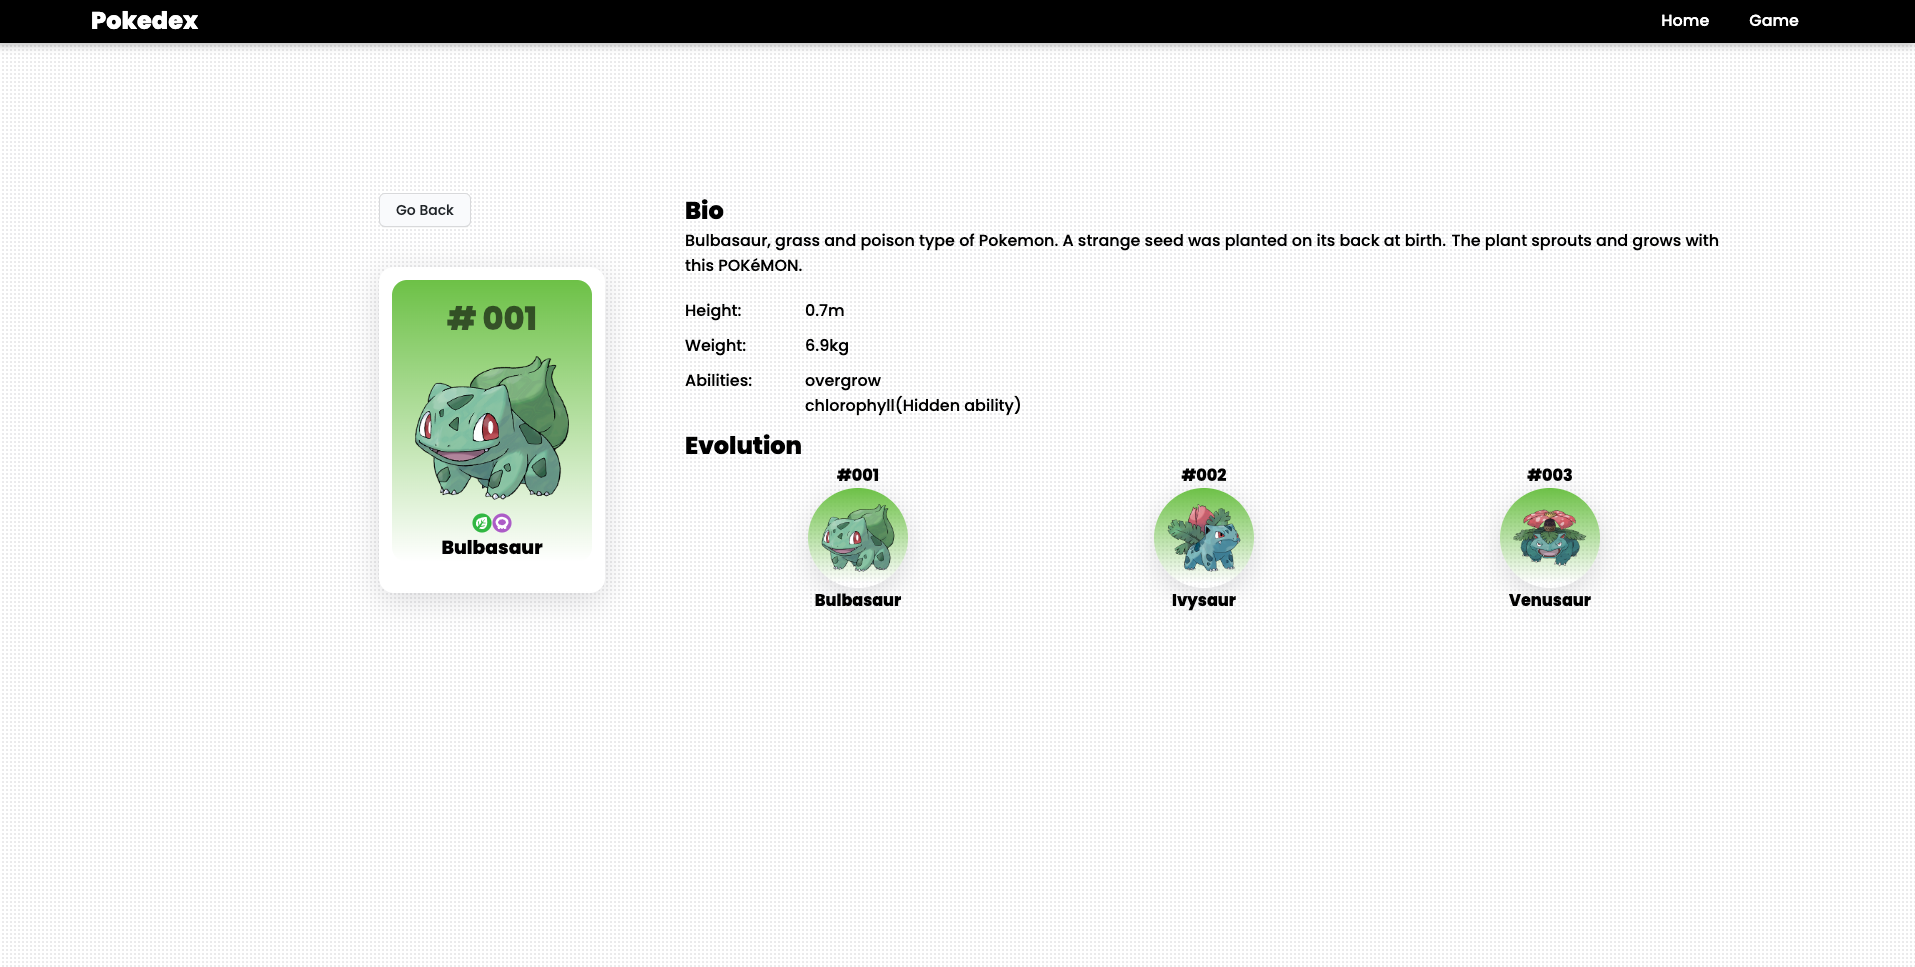 Pokedex
Home
Game
Go Back
# 001
Bulbasaur
Bio
Bulbasaur, grass and poison type of Pokemon. A strange seed was planted on its back at birth. The plant sprouts and grows with
this POKéMON.
Height: 0.7m
Weight: 6.9kg
Abilities: overgrow
chlorophyll(Hidden ability)
Evolution
#001
Bulbasaur
#002
Ivysaur
#003
Venusaur